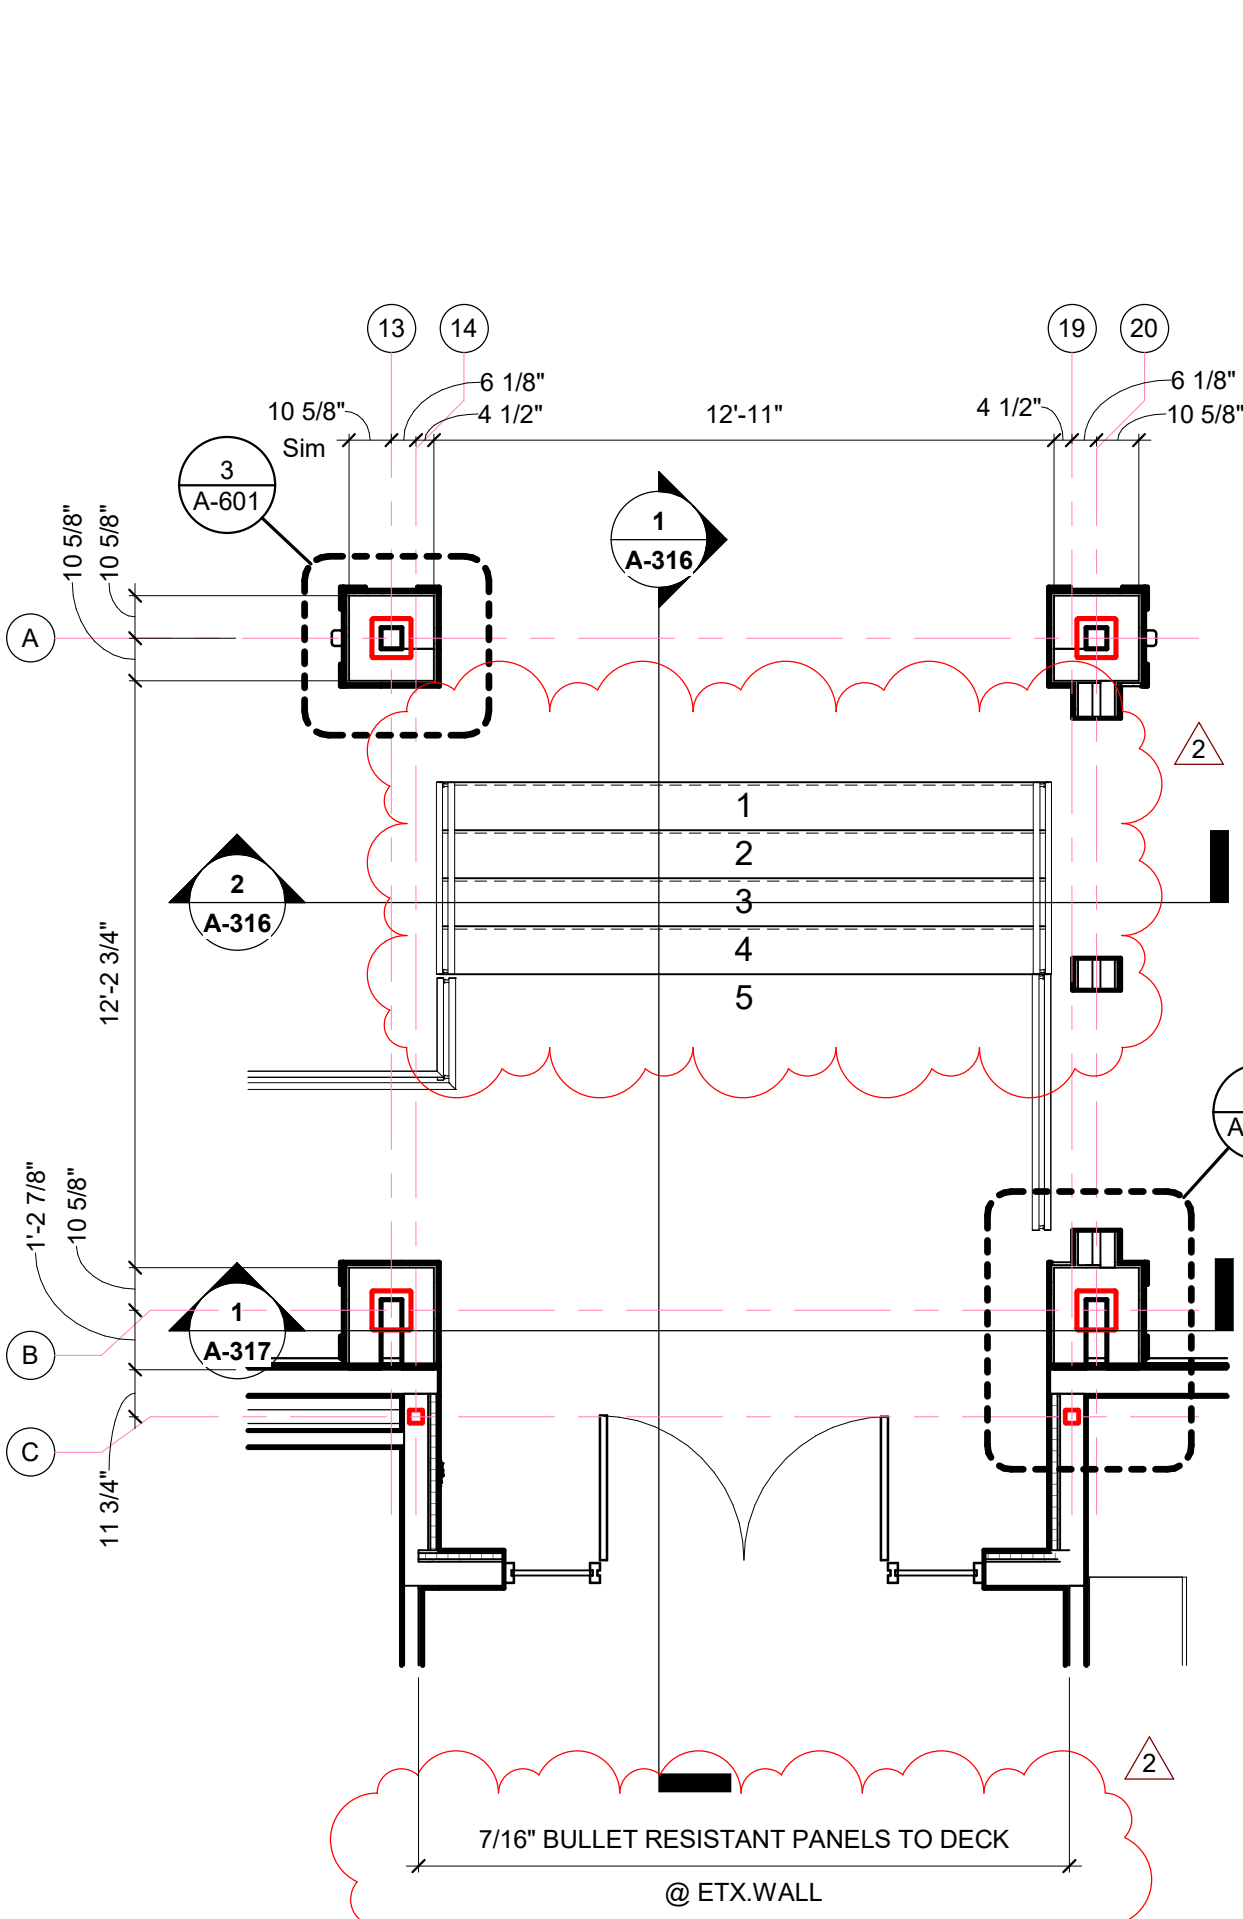 13
14
19
20
6 1/8"
6 1/8"
10 5/8"
4 1/2"
12'-11"
4 1/2"
10 5/8"
Sim
3
A-601
1
A-316
10 5/8"
10 5/8"
A
2
1
2
2
A-316
3
4
12'-2 3/4"
5
A
1'-2 7/8"
10 5/8"
1
A-317
B
C
11 3/4"
2
7/16" BULLET RESISTANT PANELS TO DECK
@ ETX.WALL